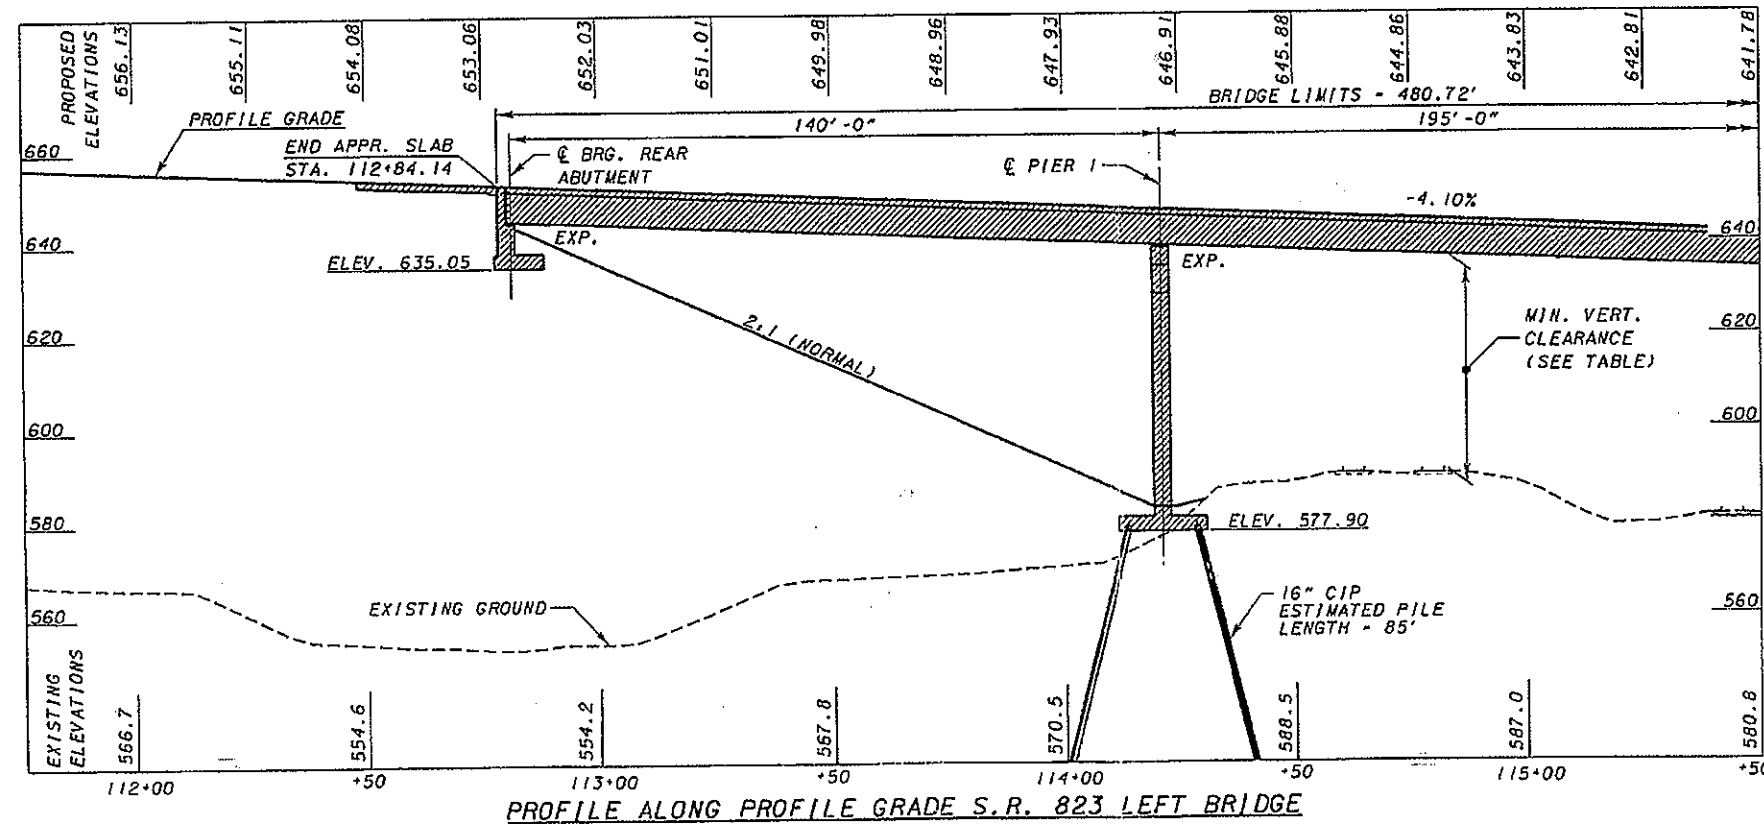 PROPOSED
ELEVATIONS
656.13
655.11
654.08
653.06
652.03
651.01
649.98
648.96
647.93
646.91
645.88
644.86
643.83
642.81
641.78
BRIDGE LIMITS - 480.72'
140'-0"
195'-0"
PROFILE GRADE
END APPR. SLAB
STA. 112+84.14
℄ BRG. REAR
ABUTMENT
℄ PIER 1
-4.10%
660
640
620
600
580
560
640
620
600
560
EXP.
EXP.
ELEV. 635.05
2:1 (NORMAL)
MIN. VERT.
CLEARANCE
(SEE TABLE)
ELEV. 577.90
EXISTING GROUND
16" CIP
ESTIMATED PILE
LENGTH - 85'
EXISTING
ELEVATIONS
566.7
554.6
554.2
567.8
570.5
588.5
587.0
580.8
112+00
+50
113+00
+50
114+00
+50
115+00
+50
PROFILE ALONG PROFILE GRADE S.R. 823 LEFT BRIDGE